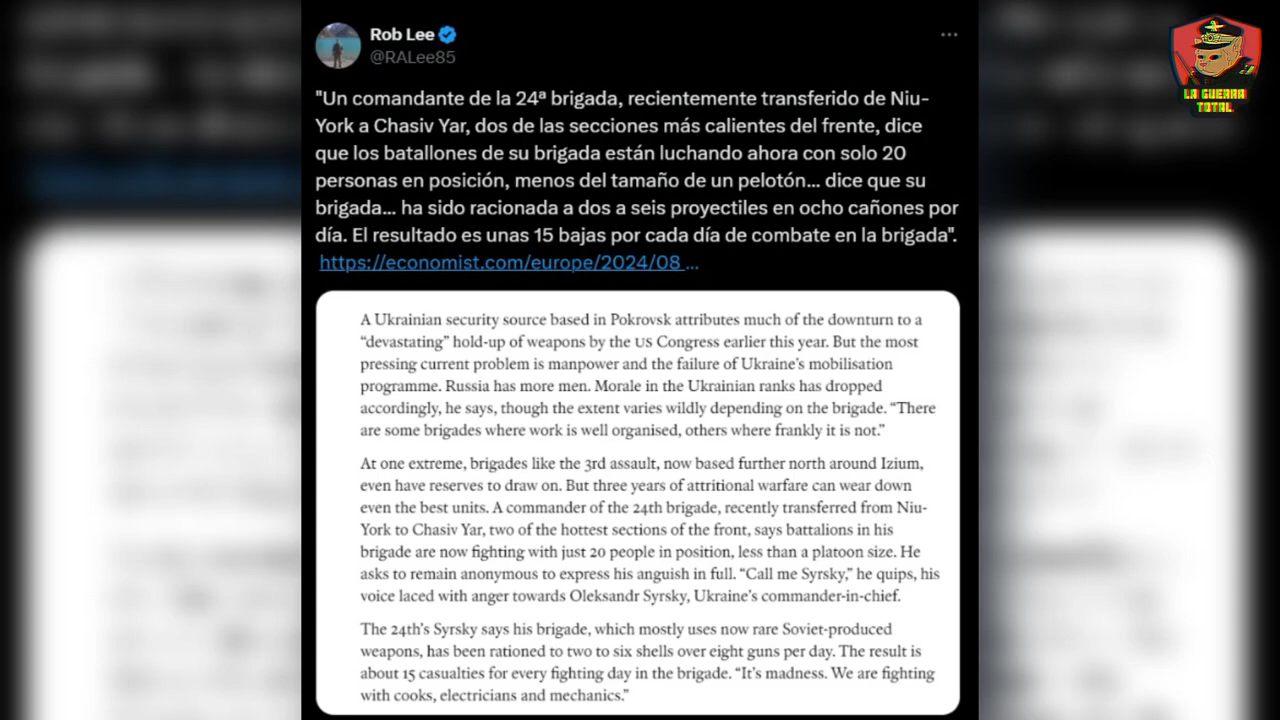 Rob Lee
@RALee85
"Un comandante de la 24ª brigada, recientemente transferido de Niu-
York a Chasiv Yar, dos de las secciones más calientes del frente, dice
que los batallones de su brigada están luchando ahora con solo 20
personas en posición, menos del tamaño de un pelotón... dice que su
brigada... ha sido racionada a dos a seis proyectiles en ocho cañones por
día. El resultado es unas 15 bajas por cada día de combate en la brigada".
https://economist.com/europe/2024/08 ...
A Ukrainian security source based in Pokrovsk attributes much of the downturn to a
“devastating” hold-up of weapons by the US Congress earlier this year. But the most
pressing current problem is manpower and the failure of Ukraine’s mobilisation
programme. Russia has more men. Morale in the Ukrainian ranks has dropped
accordingly, he says, though the extent varies wildly depending on the brigade. “There
are some brigades where work is well organised, others where frankly it is not.”
At one extreme, brigades like the 3rd assault, now based further north around Izium,
even have reserves to draw on. But three years of attritional warfare can wear down
even the best units. A commander of the 24th brigade, recently transferred from Niu-
York to Chasiv Yar, two of the hottest sections of the front, says battalions in his
brigade are now fighting with just 20 people in position, less than a platoon size. He
asks to remain anonymous to express his anguish in full. “Call me Syrsky,” he quips, his
voice laced with anger towards Oleksandr Syrsky, Ukraine’s commander-in-chief.
The 24th’s Syrsky says his brigade, which mostly uses now rare Soviet-produced
weapons, has been rationed to two to six shells over eight guns per day. The result is
about 15 casualties for every fighting day in the brigade. “It’s madness. We are fighting
with cooks, electricians and mechanics.”
LA GUERRA
TOTAL